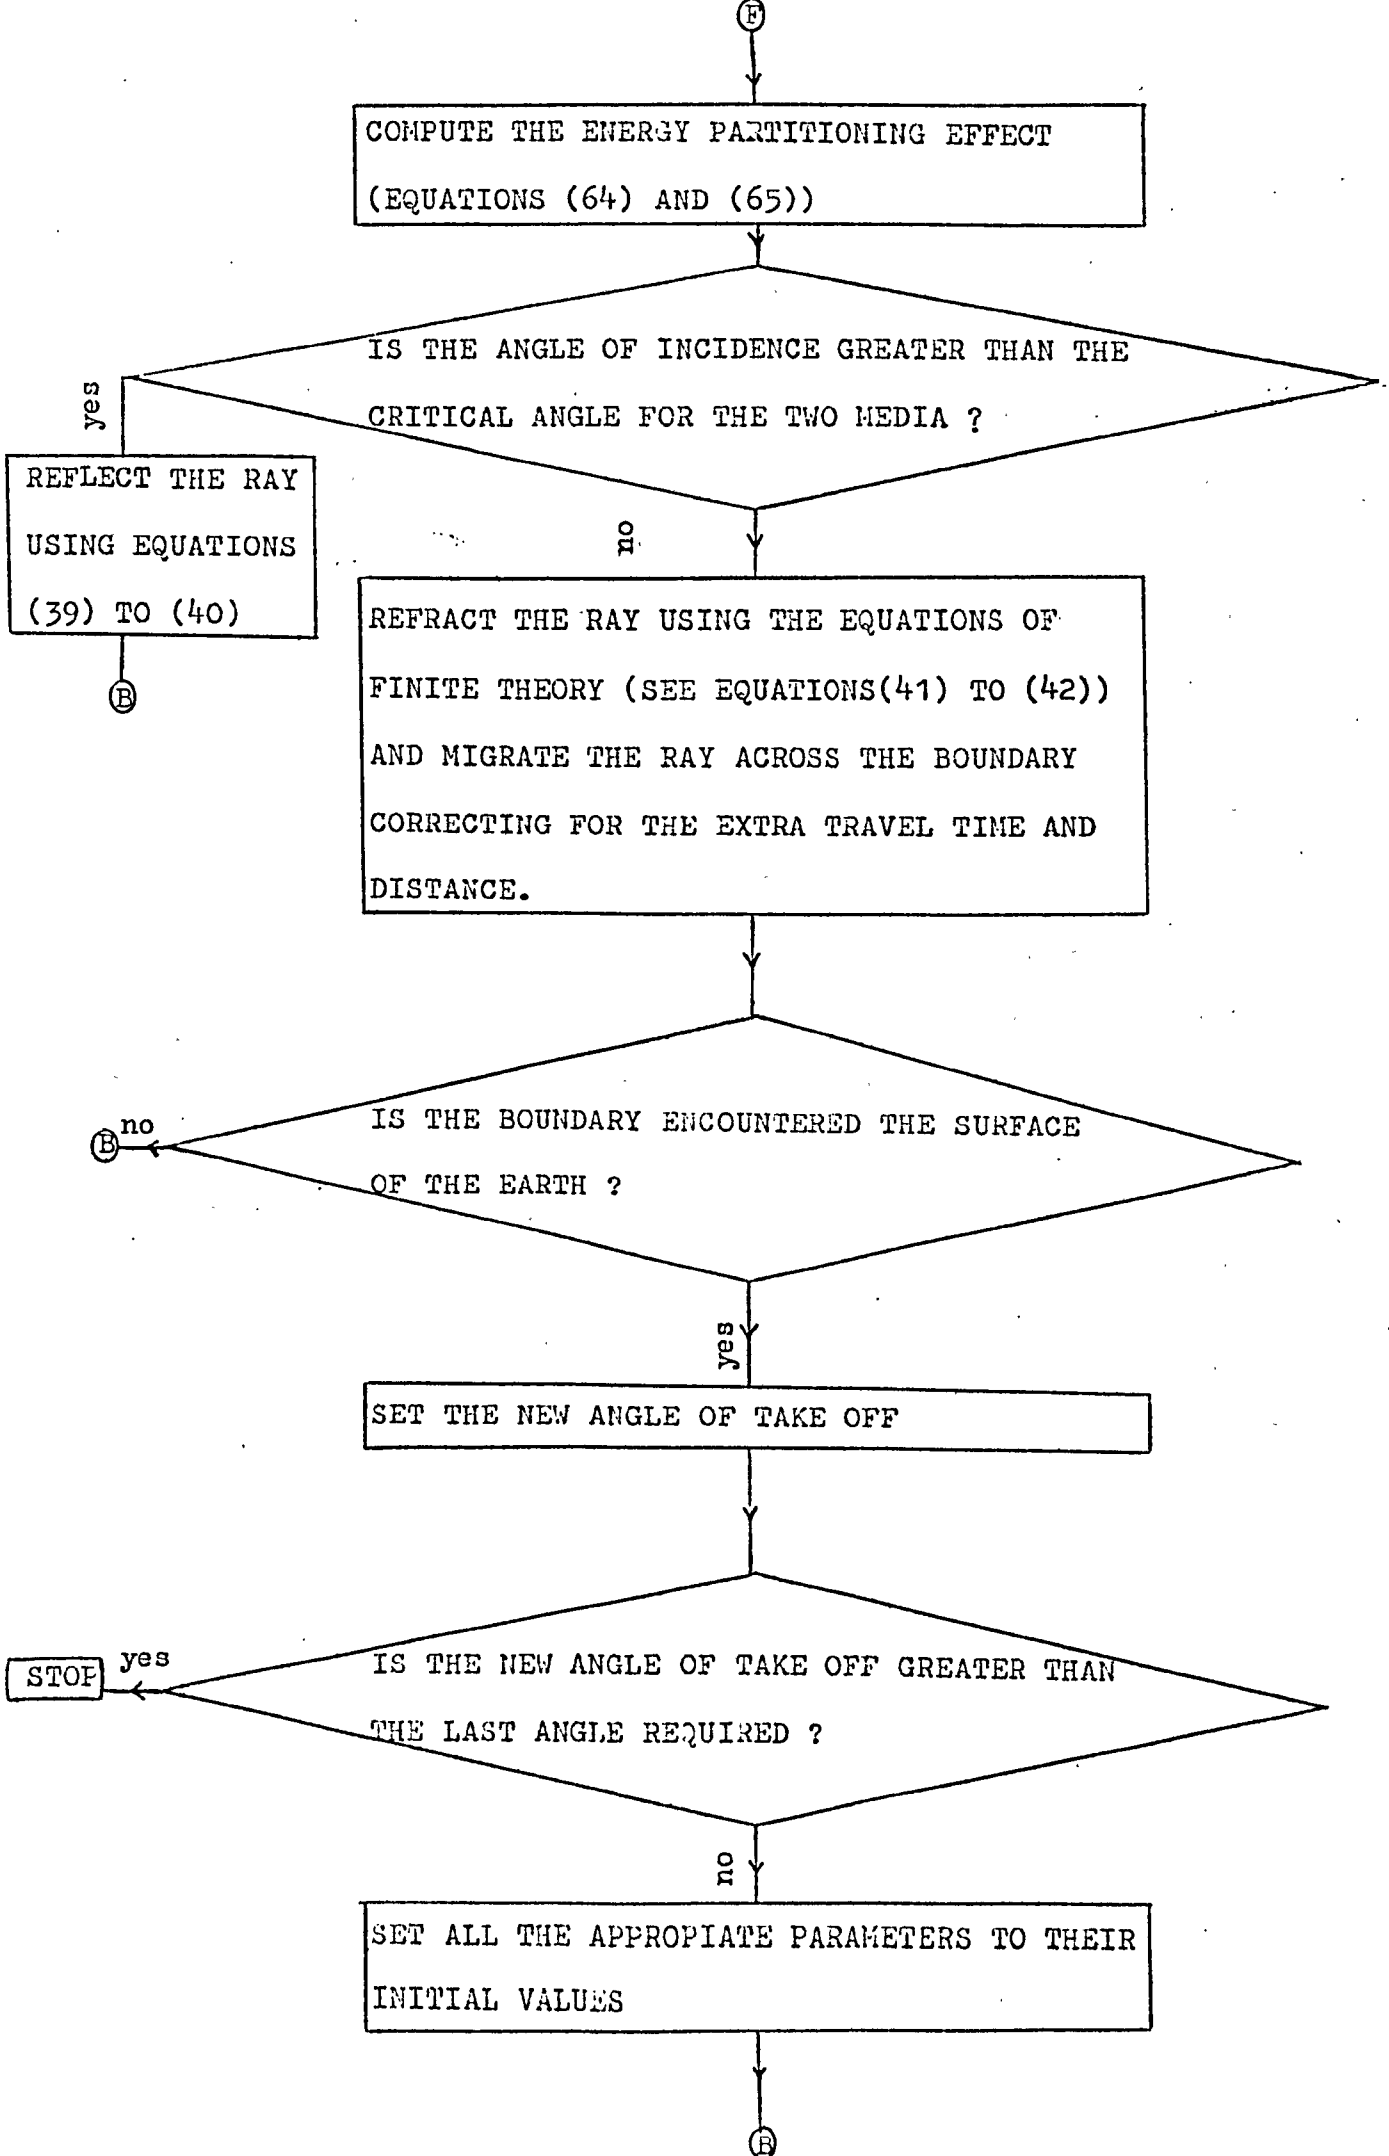 F
COMPUTE THE ENERGY PARTITIONING EFFECT
(EQUATIONS (64) AND (65))
IS THE ANGLE OF INCIDENCE GREATER THAN THE
CRITICAL ANGLE FOR THE TWO MEDIA ?
yes
REFLECT THE RAY
USING EQUATIONS
(39) TO (40)
B
no
REFRACT THE RAY USING THE EQUATIONS OF
FINITE THEORY (SEE EQUATIONS(41) TO (42))
AND MIGRATE THE RAY ACROSS THE BOUNDARY
CORRECTING FOR THE EXTRA TRAVEL TIME AND
DISTANCE.
IS THE BOUNDARY ENCOUNTERED THE SURFACE
OF THE EARTH ?
no
B
yes
SET THE NEW ANGLE OF TAKE OFF
IS THE NEW ANGLE OF TAKE OFF GREATER THAN
THE LAST ANGLE REQUIRED ?
yes
STOP
no
SET ALL THE APPROPIATE PARAMETERS TO THEIR
INITIAL VALUES
B